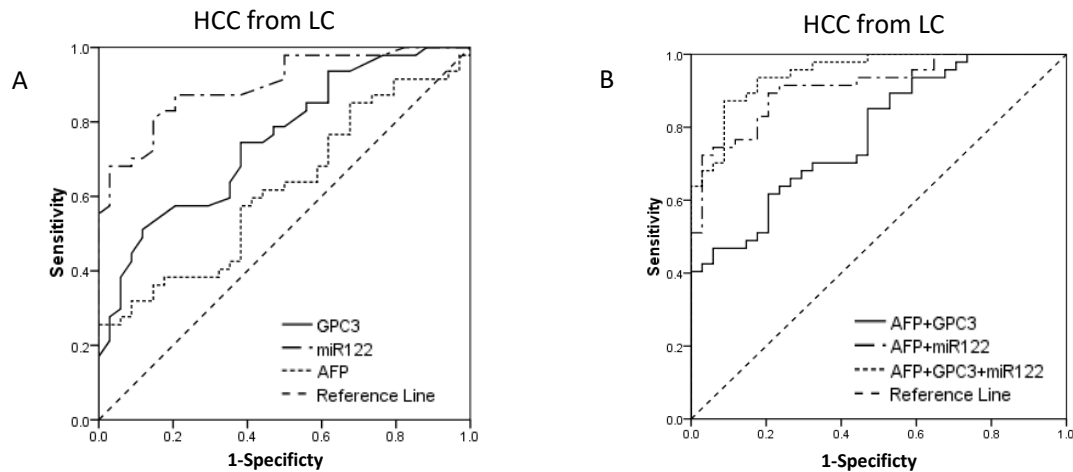 HCC from LC
A
Sensitivity
1.0
0.8
0.6
0.4
0.2
0.0
GPC3
miR122
AFP
Reference Line
0.0 0.2 0.4 0.6 0.8 1.0
1-Specificty
HCC from LC
B
Sensitivity
1.0
0.8
0.6
0.4
0.2
0.0
AFP+GPC3
AFP+miR122
AFP+GPC3+miR122
Reference Line
0.0 0.2 0.4 0.6 0.8 1.0
1-Specificty